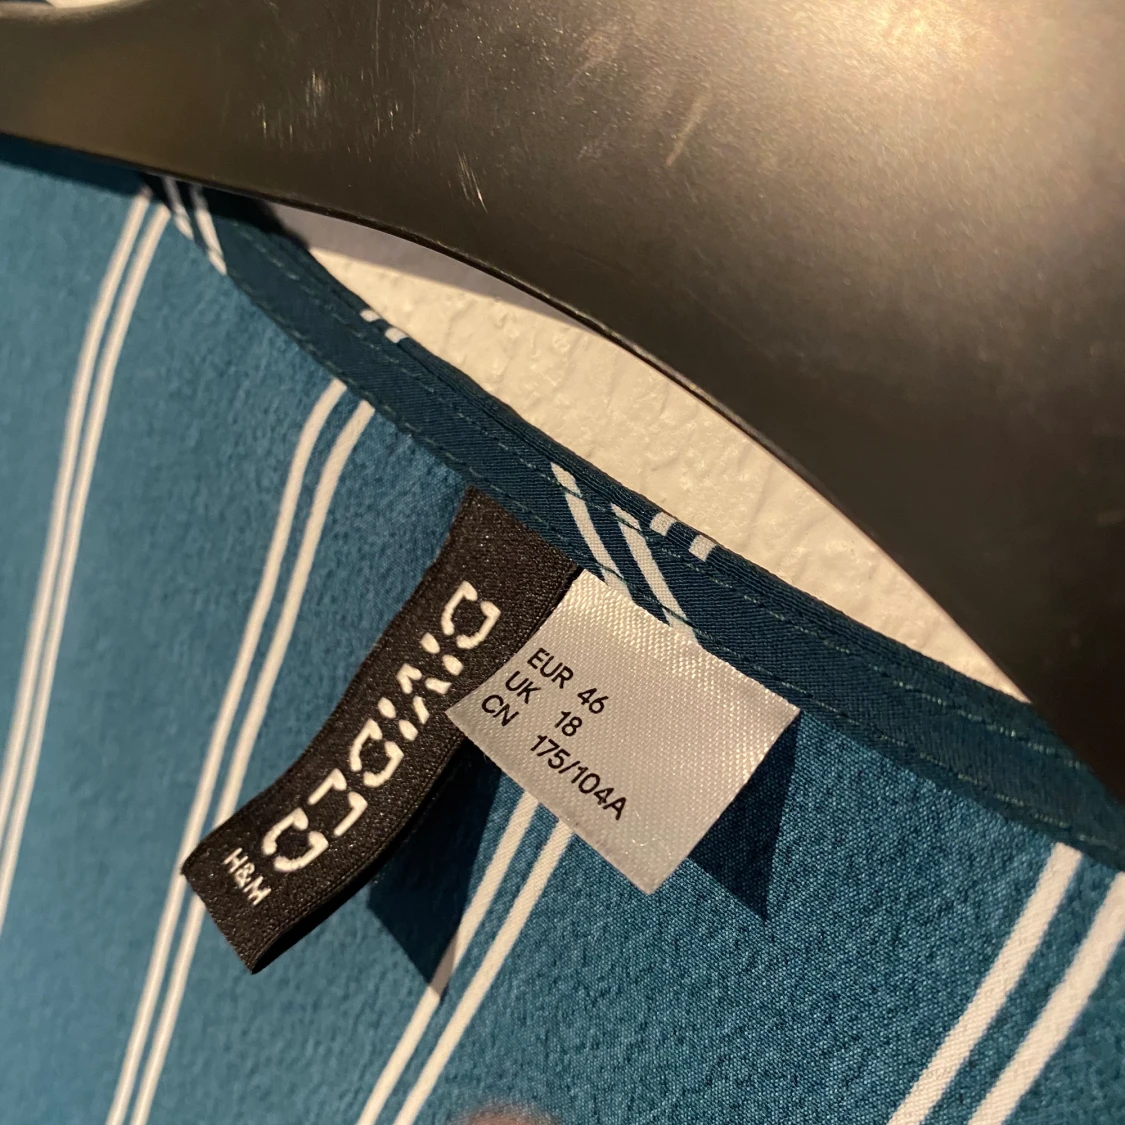 DIVIDED
H&M
EUR 46
UK 18
CN 175/104A